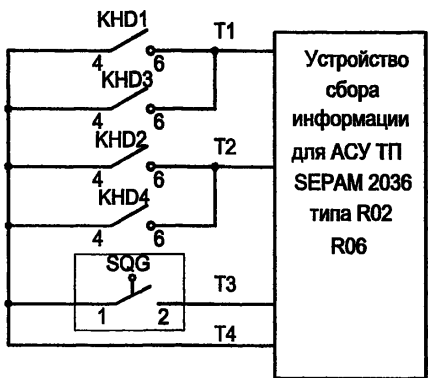 KHD1
T1
4 6
KHD3
4 6
KHD2
T2
4 6
KHD4
4 6
SQG
1 2
T3
T4
Устройство
сбора
информации
для АСУ ТП
SEPAM 2036
типа R02
R06